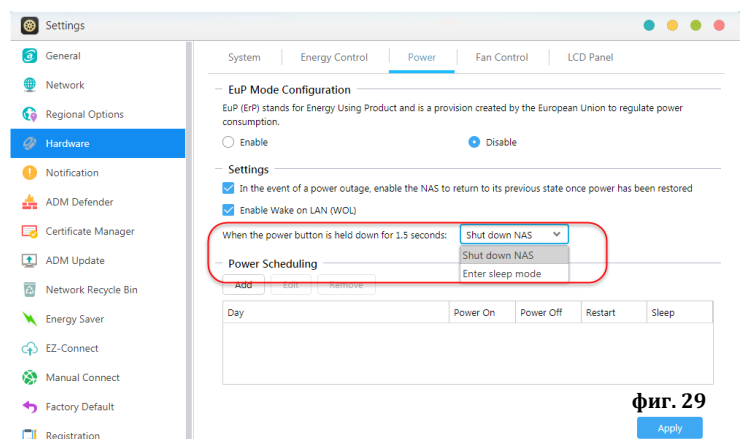 Settings
General
Network
Regional Options
Hardware
Notification
ADM Defender
Certificate Manager
ADM Update
Network Recycle Bin
Energy Saver
EZ-Connect
Manual Connect
Factory Default
Registration
System
Energy Control
Power
Fan Control
LCD Panel
EuP Mode Configuration
EuP (ErP) stands for Energy Using Product and is a provision created by the European Union to regulate power
consumption.
Enable
Disable
Settings
In the event of a power outage, enable the NAS to return to its previous state once power has been restored
Enable Wake on LAN (WOL)
When the power button is held down for 1.5 seconds:
Shut down NAS
Shut down NAS
Enter sleep mode
Power Scheduling
Add
Edit
Remove
Day
Power On
Power Off
Restart
Sleep
фиг. 29
Apply